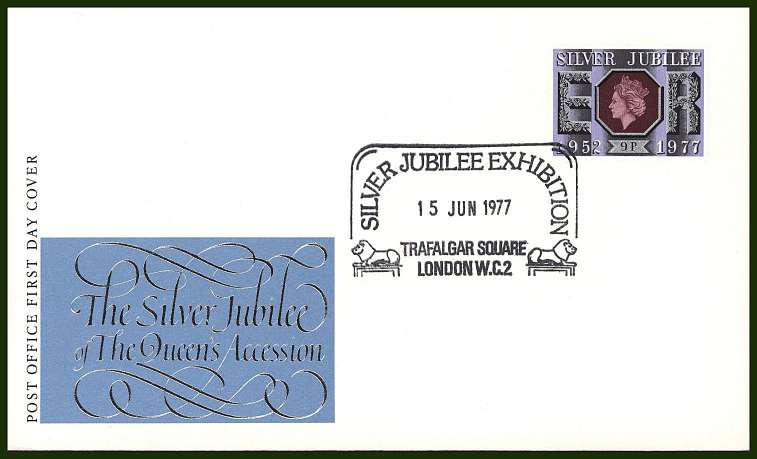 SILVER JUBILEE
E R
1952 9P 1977
SILVER JUBILEE EXHIBITION
15 JUN 1977
TRAFALGAR SQUARE
LONDON W.C.2
POST OFFICE FIRST DAY COVER
The Silver Jubilee
of The Queen's Accession